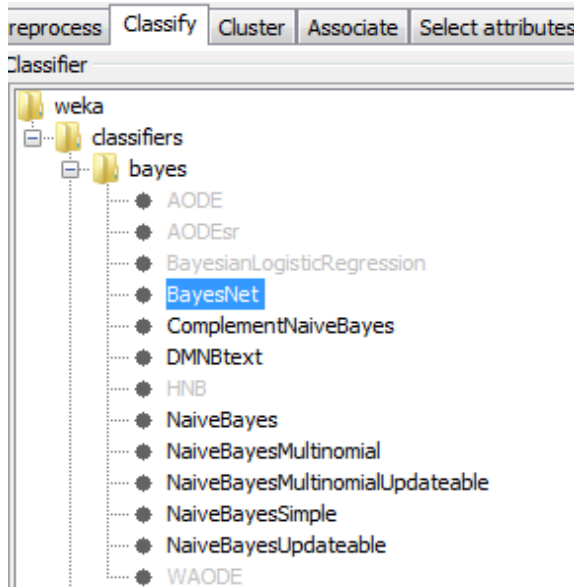 reprocess Classify Cluster Associate Select attributes
Classifier
weka
classifiers
bayes
AODE
AODEsr
BayesianLogisticRegression
BayesNet
ComplementNaiveBayes
DMNBtext
HNB
NaiveBayes
NaiveBayesMultinomial
NaiveBayesMultinomialUpdateable
NaiveBayesSimple
NaiveBayesUpdateable
WAODE